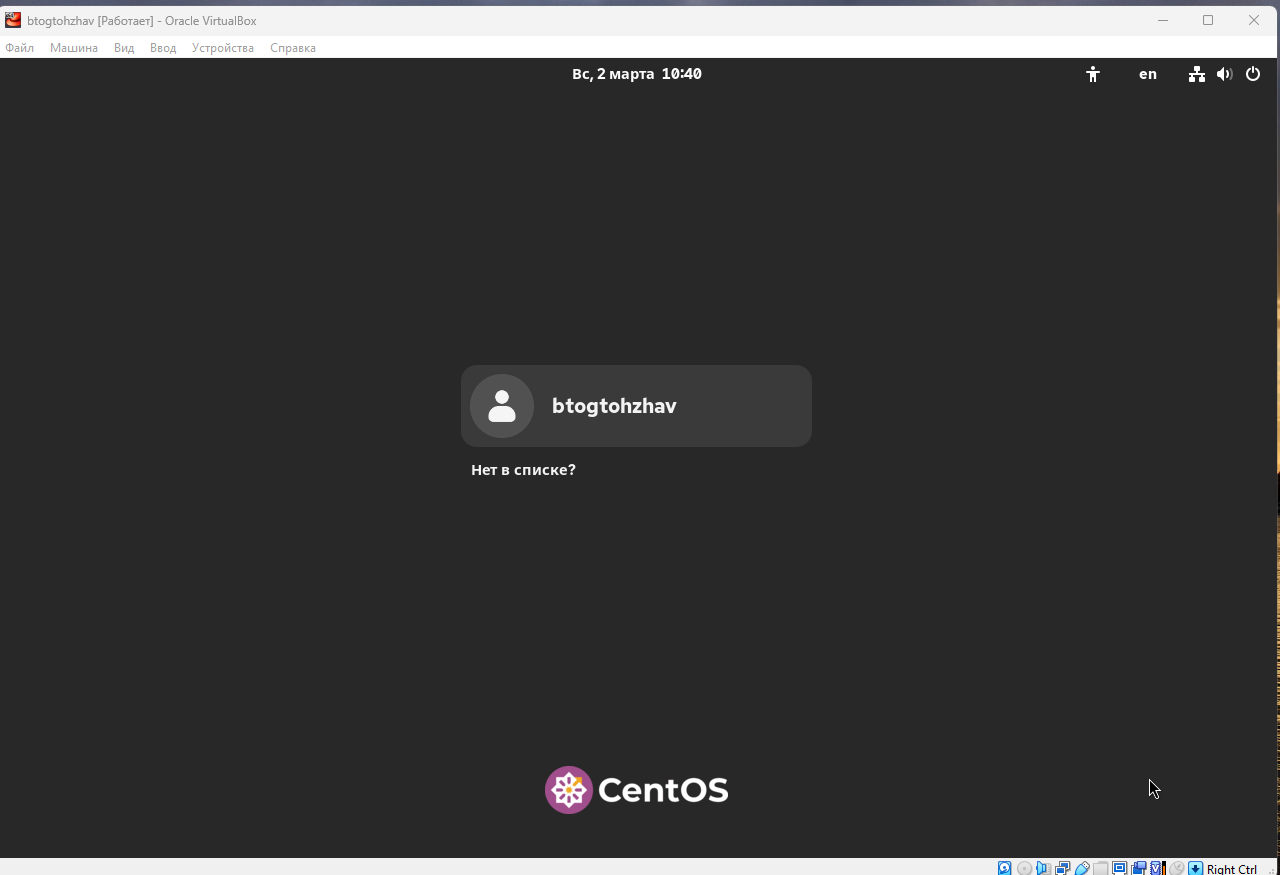 btogtohzhav [Работает] - Oracle VirtualBox
Файл Машина Вид Ввод Устройства Справка
Вс, 2 марта 10:40 en
btogtohzhav
Нет в списке?
CentOS
Right Ctrl